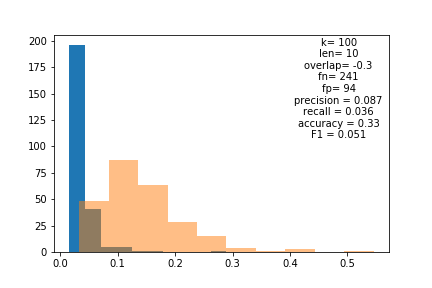 200
175
150
125
100
75
50
25
0
0.0 0.1 0.2 0.3 0.4 0.5
k= 100
len= 10
overlap= -0.3
fn= 241
fp= 94
precision = 0.087
recall = 0.036
accuracy = 0.33
F1 = 0.051